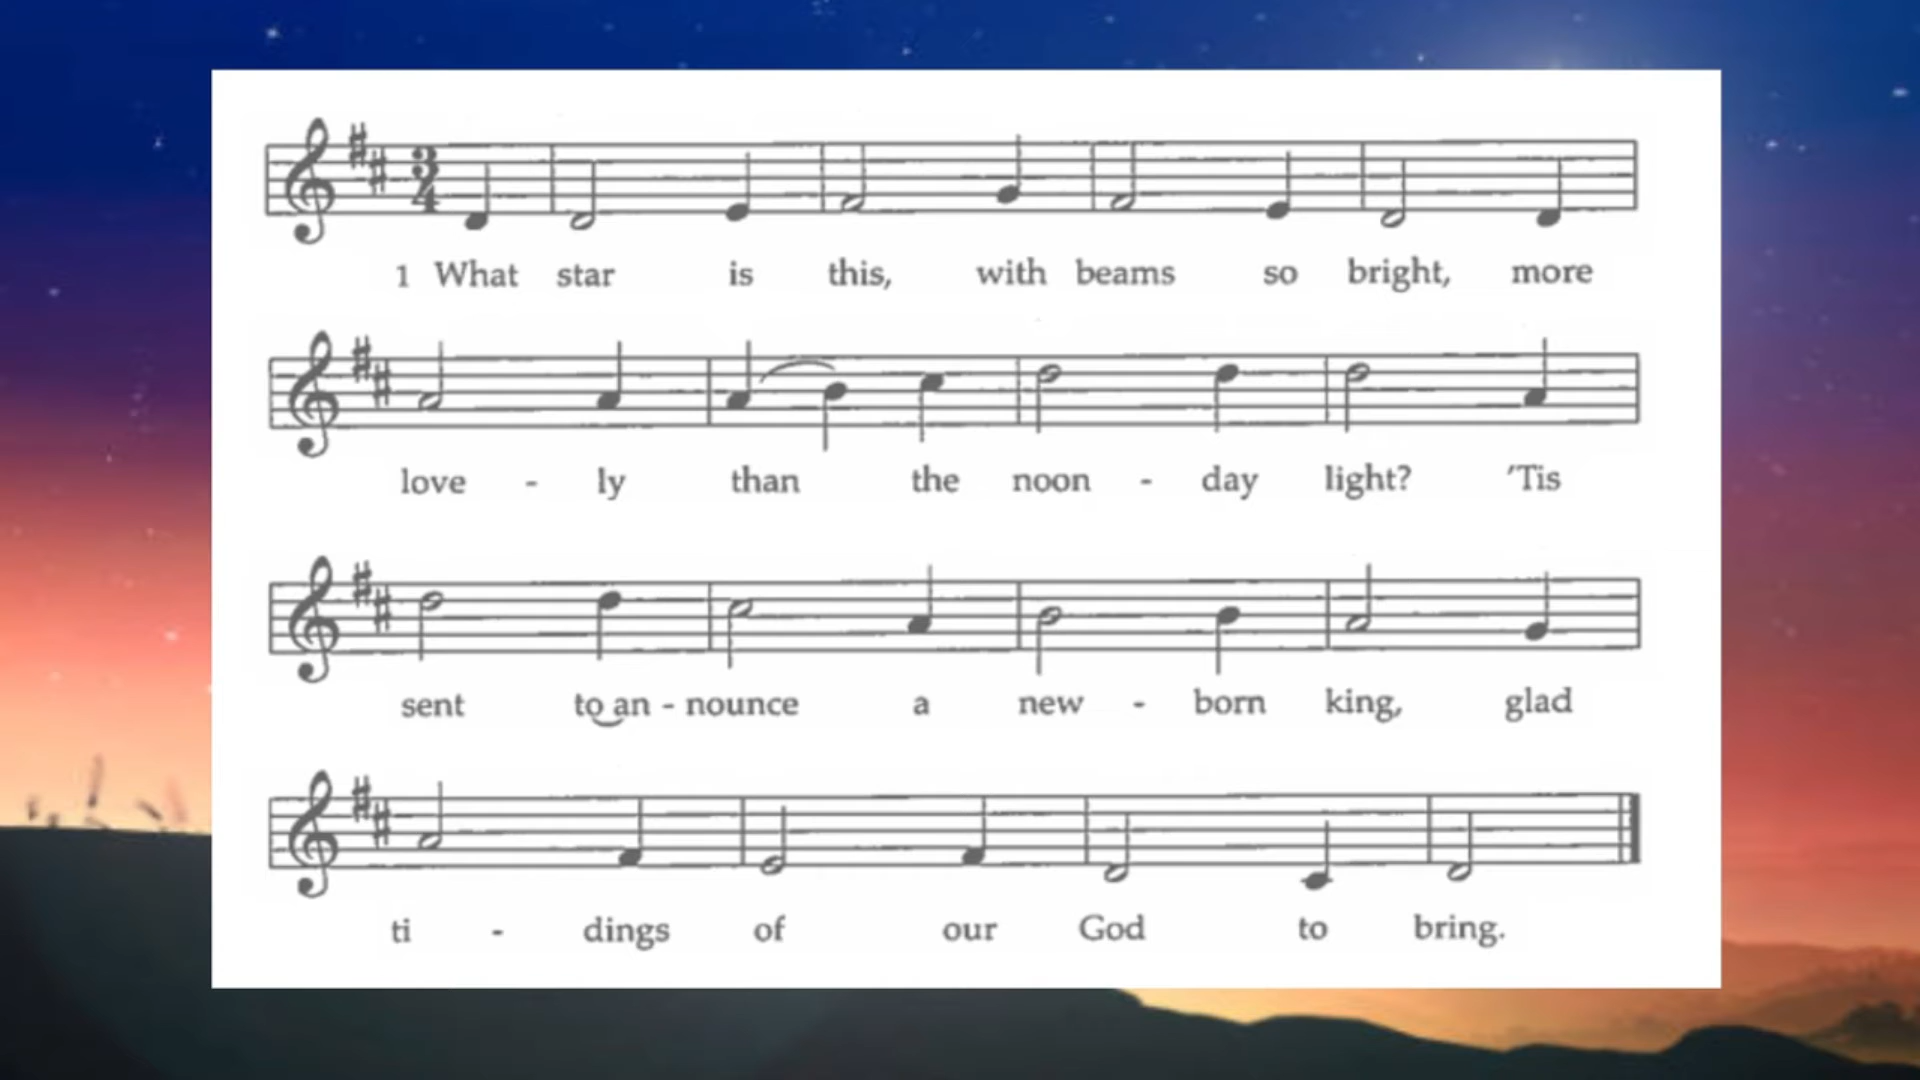 1 What star is this, with beams so bright, more
love - ly than the noon - day light? ’Tis
sent to an - nounce a new - born king, glad
ti - dings of our God to bring.